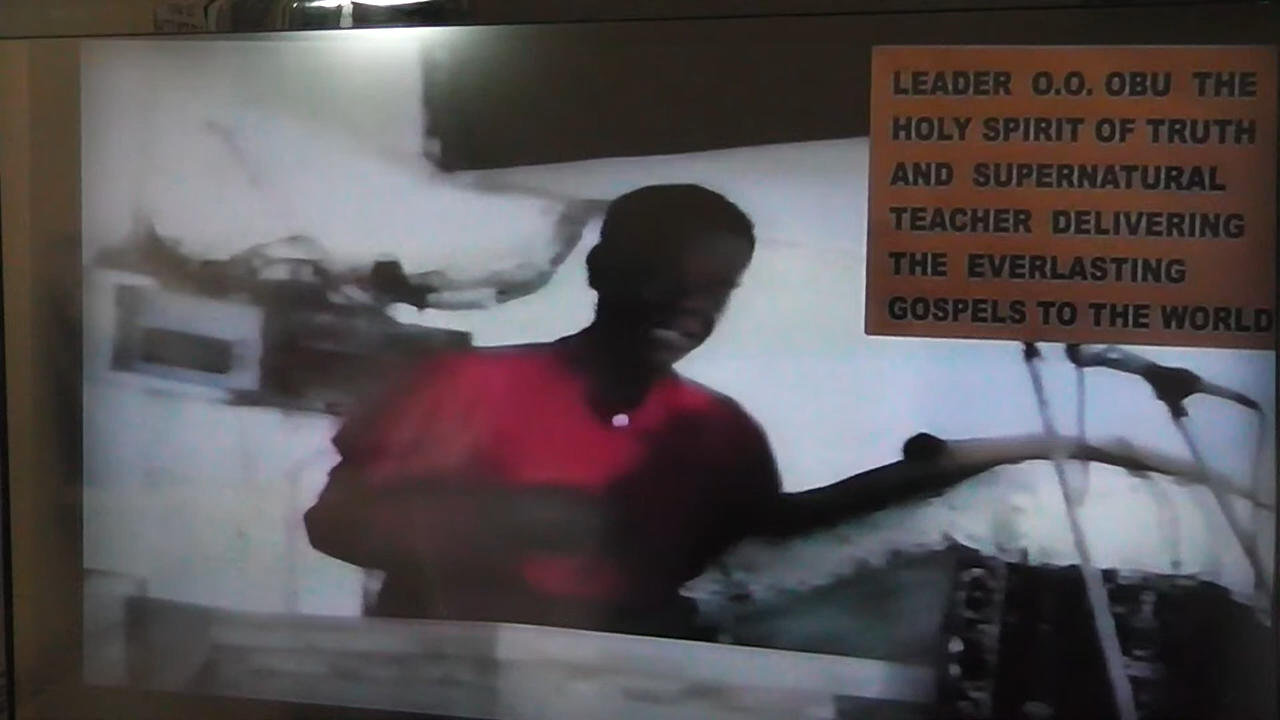 LEADER O.O. OBU THE
HOLY SPIRIT OF TRUTH
AND SUPERNATURAL
TEACHER DELIVERING
THE EVERLASTING
GOSPELS TO THE WORLD